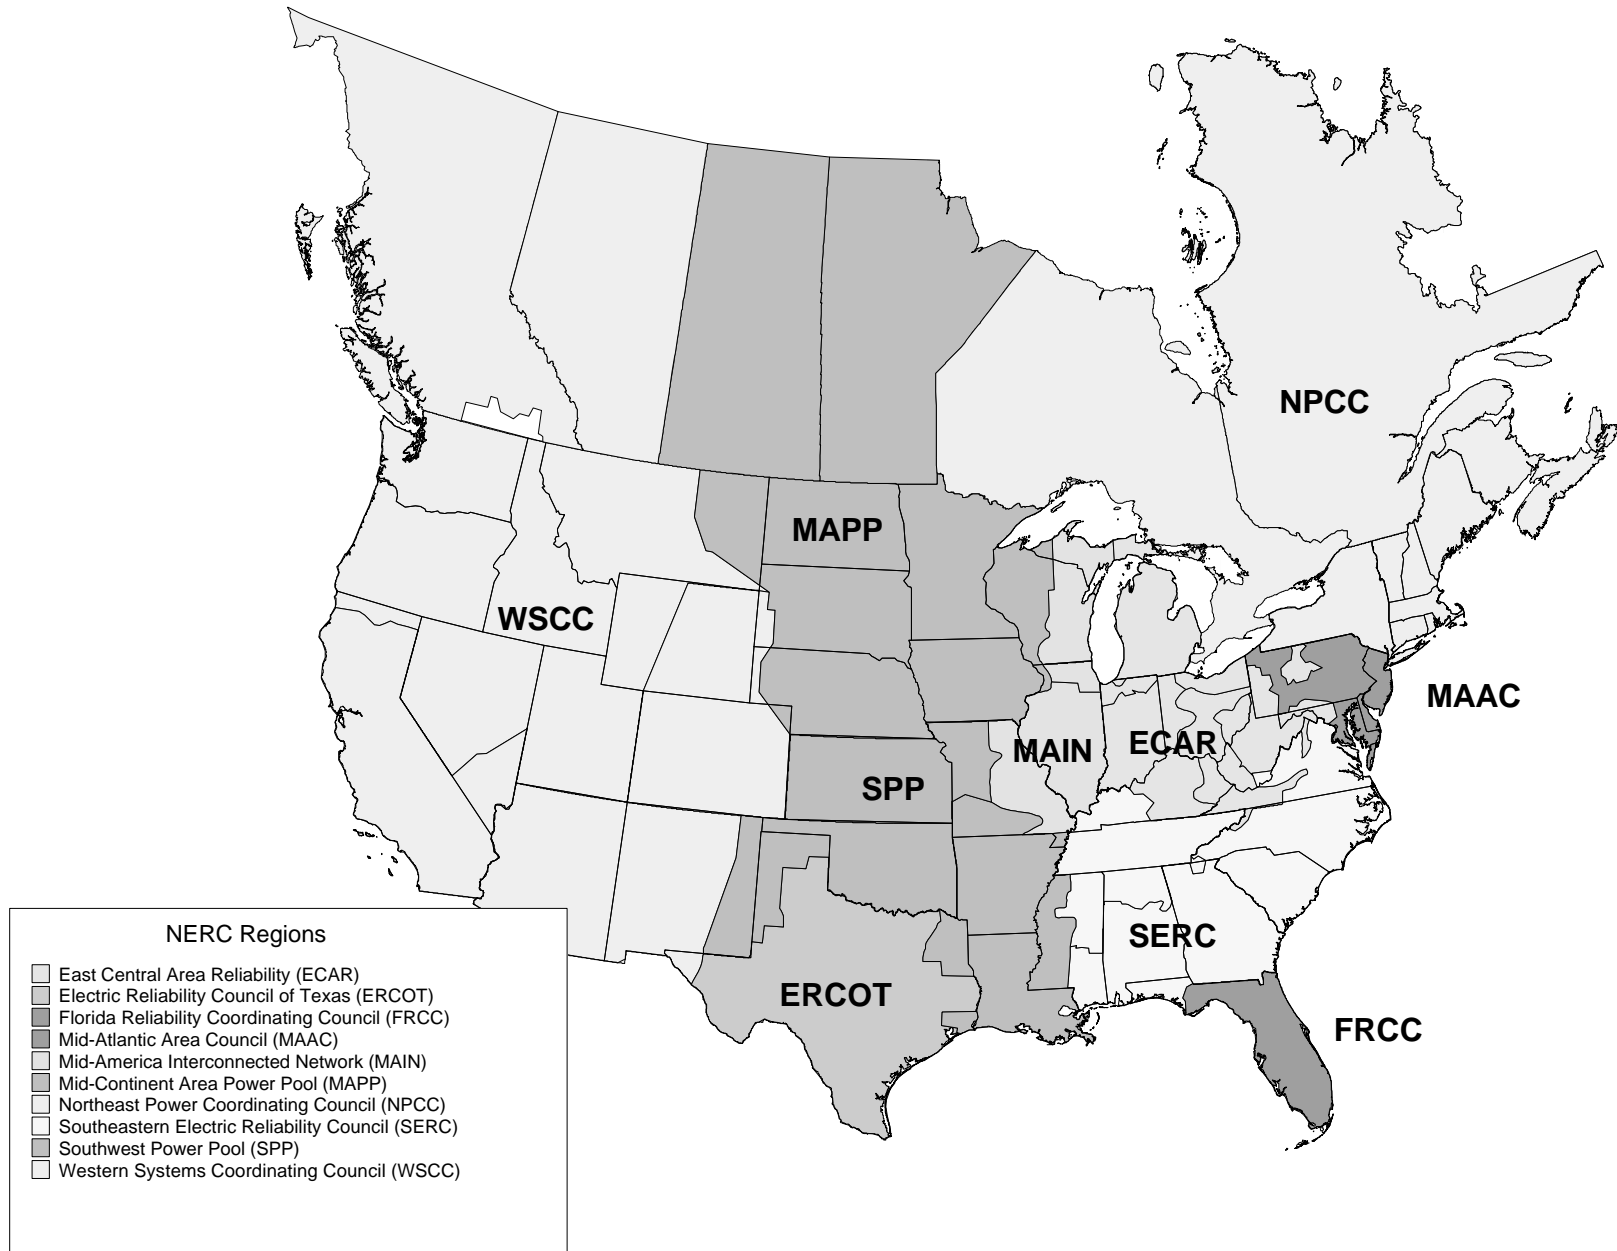 NPCC
MAPP
WSCC
MAAC
MAIN
ECAR
SPP
SERC
ERCOT
FRCC
NERC Regions
East Central Area Reliability (ECAR)
Electric Reliability Council of Texas (ERCOT)
Florida Reliability Coordinating Council (FRCC)
Mid-Atlantic Area Council (MAAC)
Mid-America Interconnected Network (MAIN)
Mid-Continent Area Power Pool (MAPP)
Northeast Power Coordinating Council (NPCC)
Southeastern Electric Reliability Council (SERC)
Southwest Power Pool (SPP)
Western Systems Coordinating Council (WSCC)